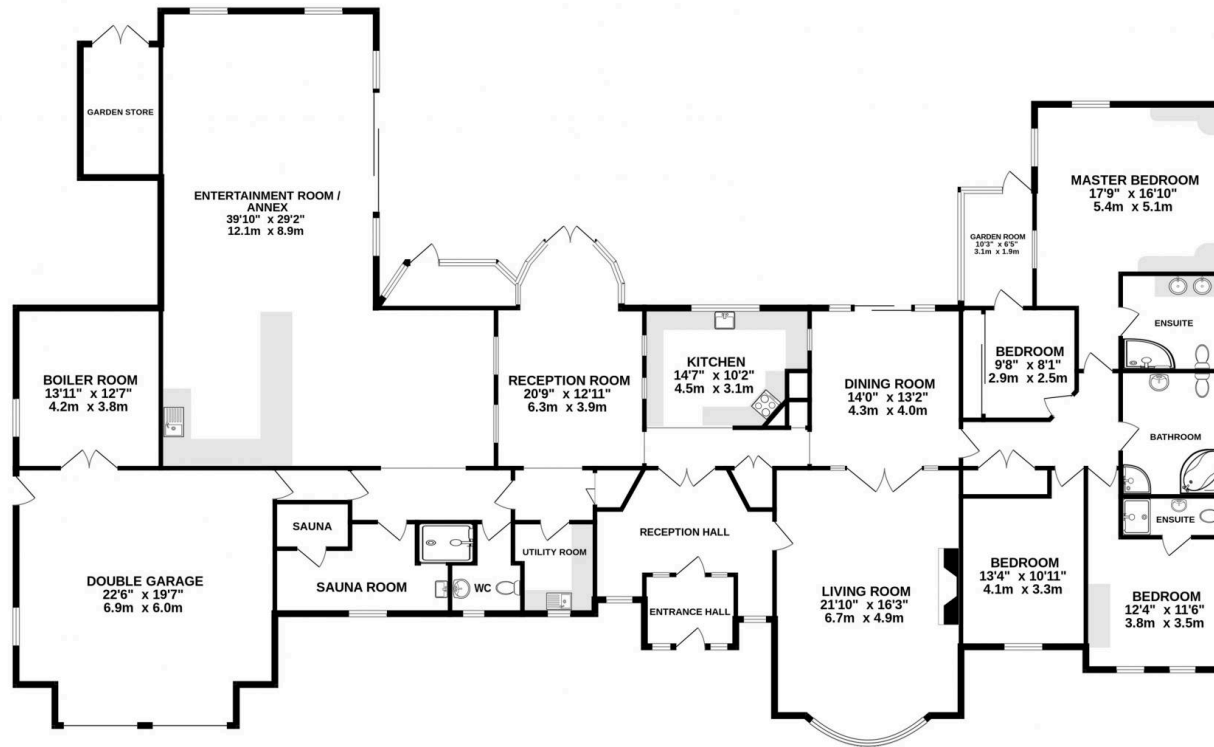 GARDEN STORE
ENTERTAINMENT ROOM /
ANNEX
39'10" x 29'2"
12.1m x 8.9m
MASTER BEDROOM
17'9" x 16'10"
5.4m x 5.1m
GARDEN ROOM
10'3" x 6'5"
3.1m x 1.9m
ENSUITE
BOILER ROOM
13'11" x 12'7"
4.2m x 3.8m
RECEPTION ROOM
20'9" x 12'11"
6.3m x 3.9m
KITCHEN
14'7" x 10'2"
4.5m x 3.1m
DINING ROOM
14'0" x 13'2"
4.3m x 4.0m
BEDROOM
9'8" x 8'1"
2.9m x 2.5m
BATHROOM
SAUNA
ENSUITE
RECEPTION HALL
UTILITY ROOM
DOUBLE GARAGE
22'6" x 19'7"
6.9m x 6.0m
SAUNA ROOM
WC
ENTRANCE HALL
LIVING ROOM
21'10" x 16'3"
6.7m x 4.9m
BEDROOM
13'4" x 10'11"
4.1m x 3.3m
BEDROOM
12'4" x 11'6"
3.8m x 3.5m